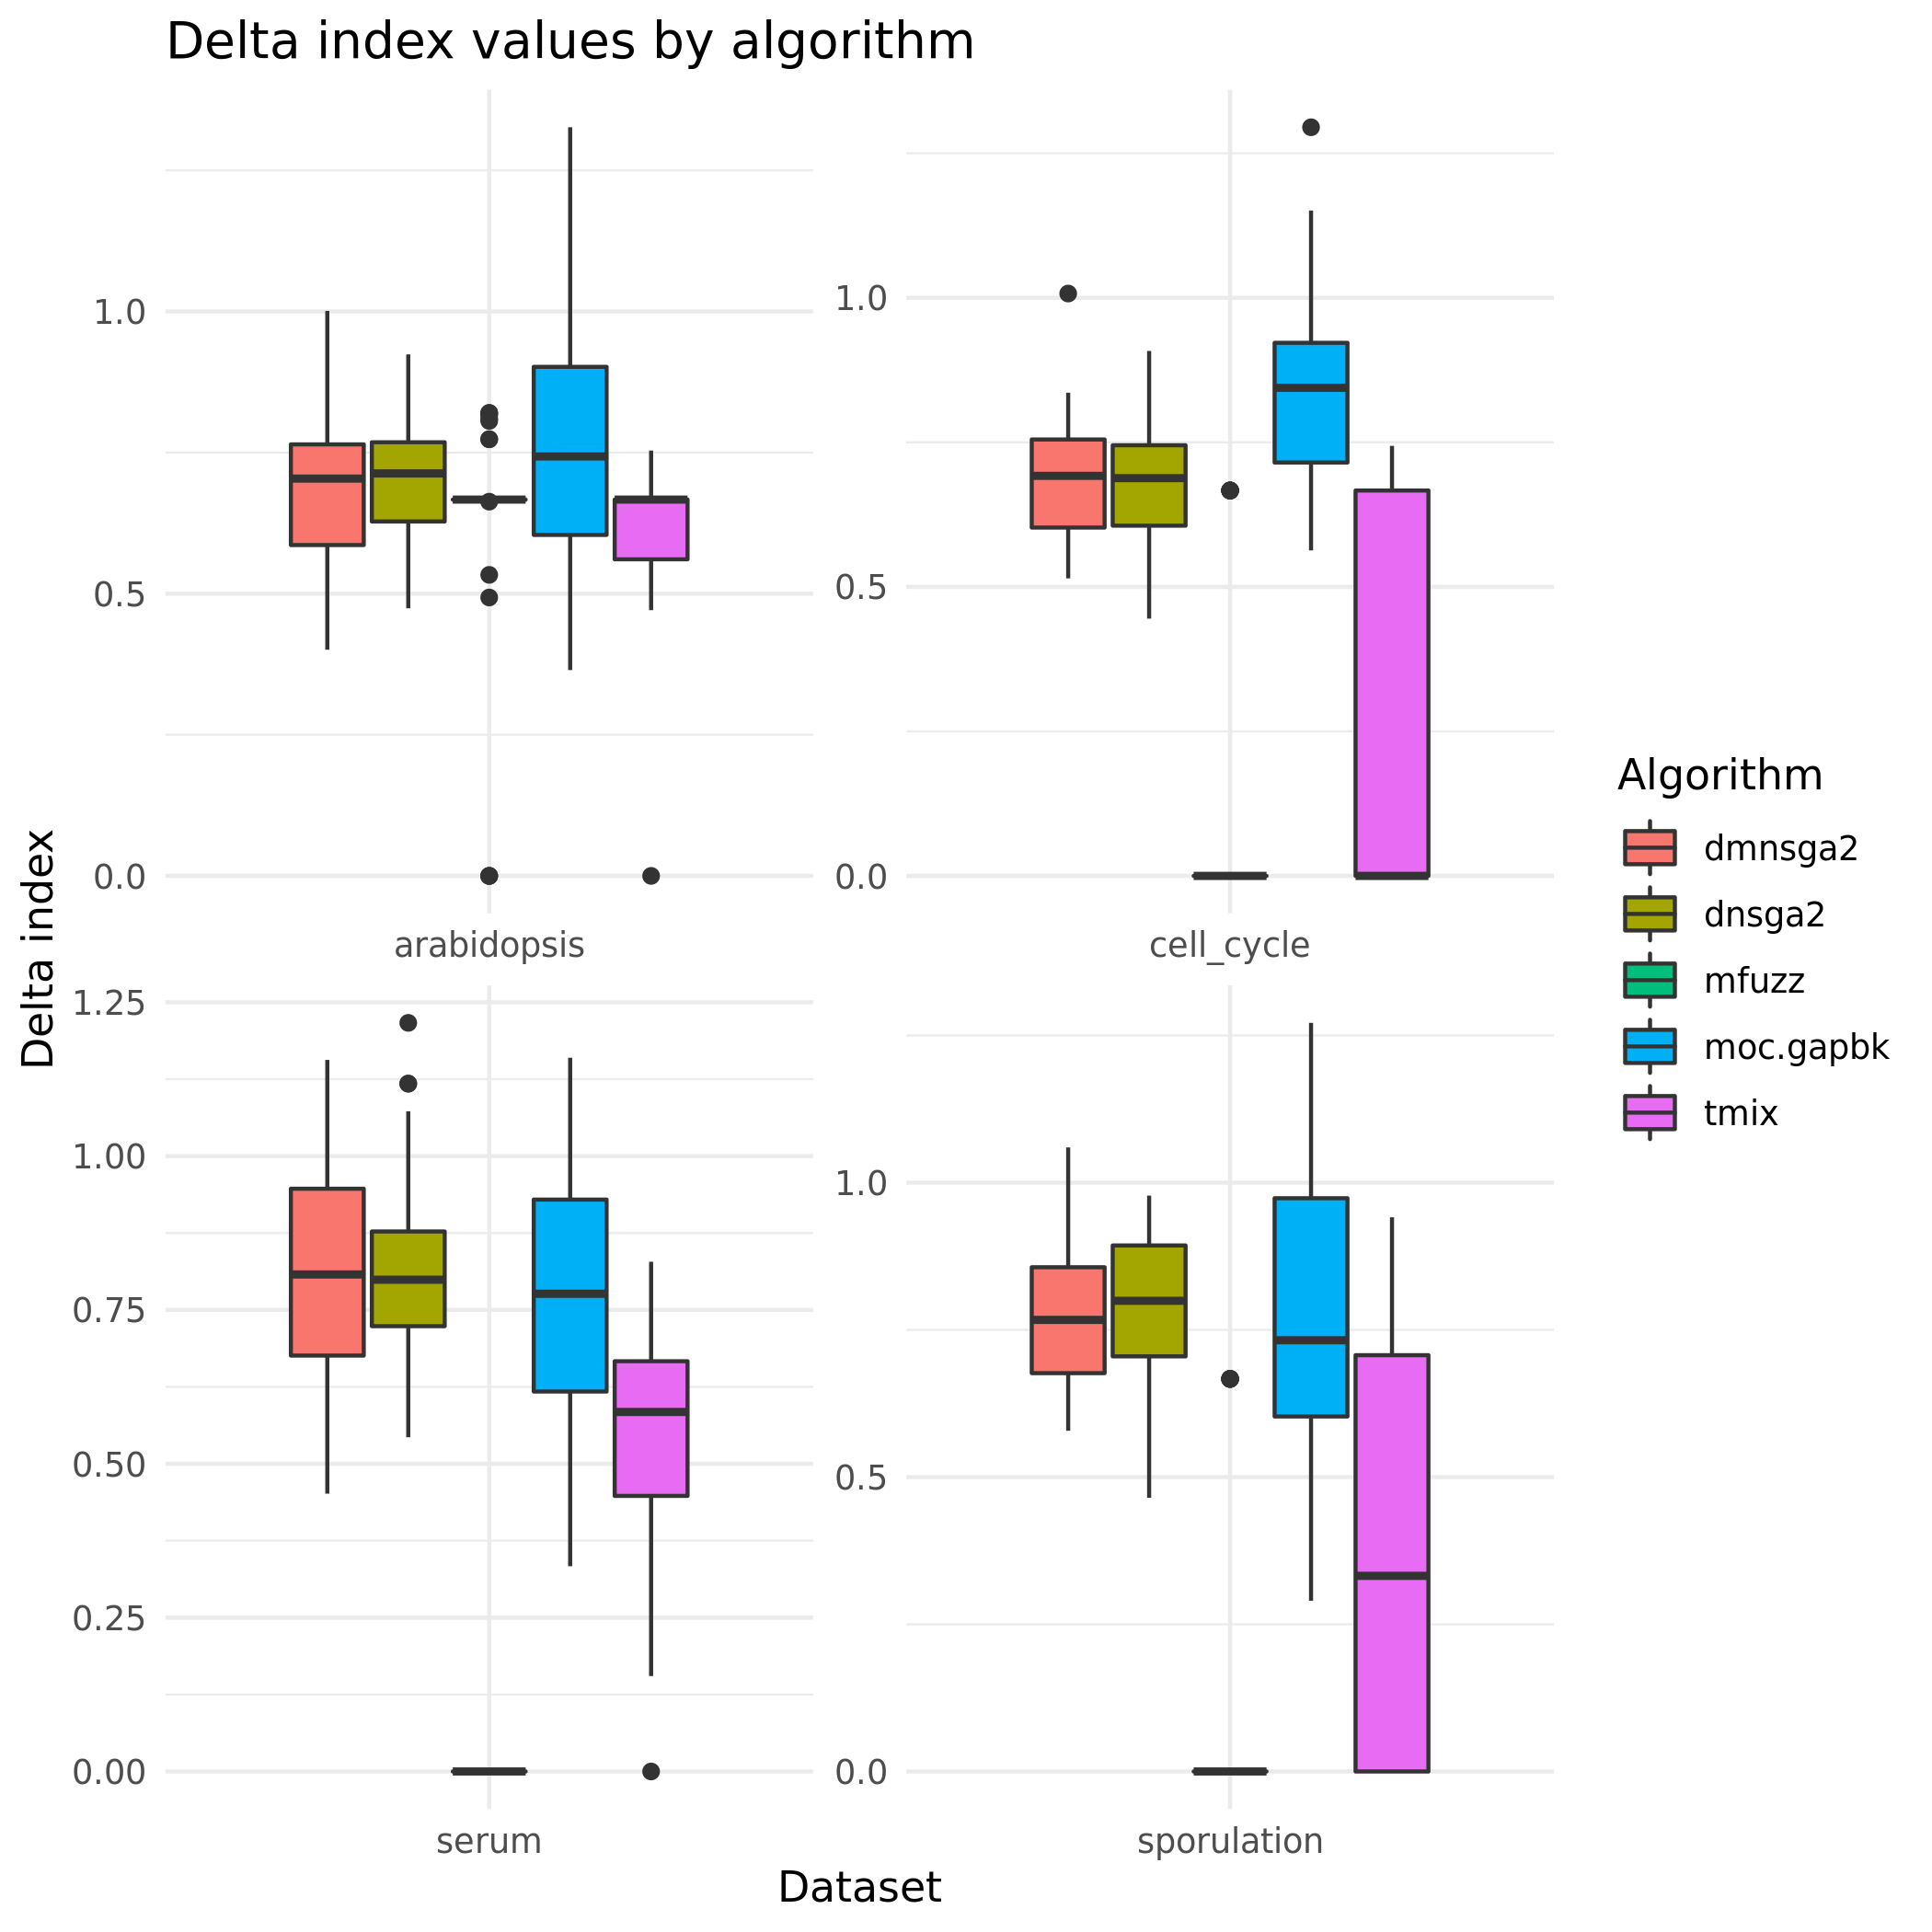 Delta index values by algorithm
Delta index
1.0
0.5
0.0
arabidopsis
1.0
0.5
0.0
cell_cycle
1.25
1.00
0.75
0.50
0.25
0.00
serum
1.0
0.5
0.0
sporulation
Dataset
Algorithm
dmnsga2
dnsga2
mfuzz
moc.gapbk
tmix